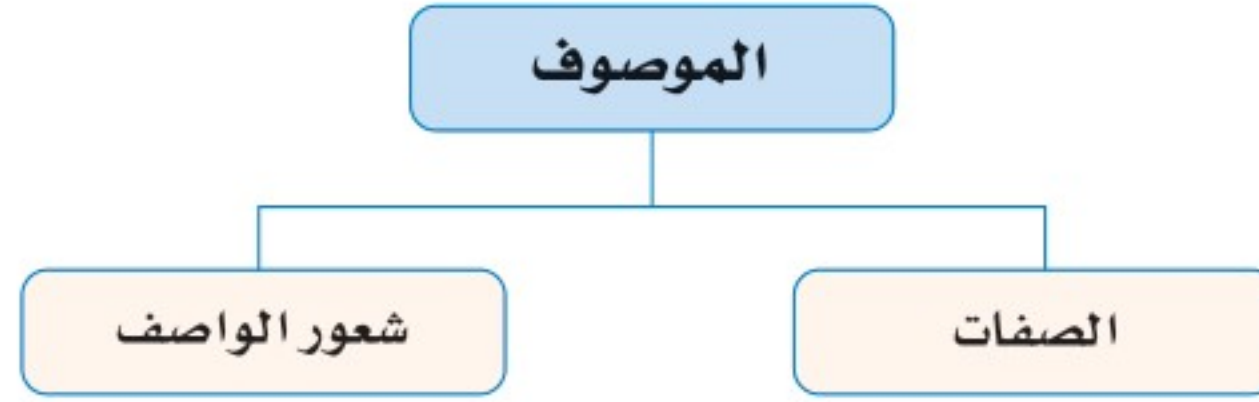 الموصوف
الصفات
شعور الواصف